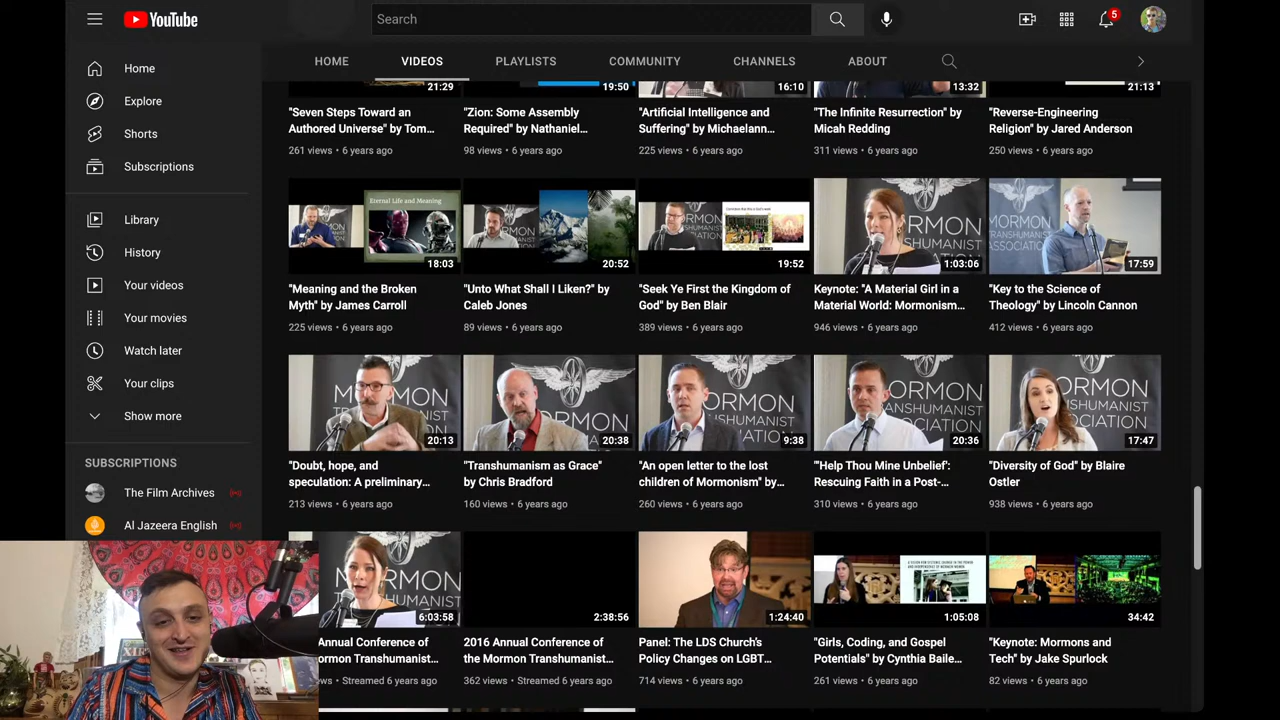 YouTube
Search
5
HOME
VIDEOS
PLAYLISTS
COMMUNITY
CHANNELS
ABOUT
Home
Explore
Shorts
Subscriptions
Library
History
Your videos
Your movies
Watch later
Your clips
Show more
SUBSCRIPTIONS
The Film Archives
Al Jazeera English
21:29
19:50
16:10
13:32
21:13
"Seven Steps Toward an
Authored Universe" by Tom...
261 views • 6 years ago
"Zion: Some Assembly
Required" by Nathaniel...
98 views • 6 years ago
"Artificial Intelligence and
Suffering" by Michaelann...
225 views • 6 years ago
"The Infinite Resurrection" by
Micah Redding
311 views • 6 years ago
"Reverse-Engineering
Religion" by Jared Anderson
250 views • 6 years ago
Eternal Life and Meaning
18:03
20:52
19:52
MORMON
1:03:06
MORMON
TRANSHUMANIST
ASSOCIATION
17:59
"Meaning and the Broken
Myth" by James Carroll
225 views • 6 years ago
"Unto What Shall I Liken?" by
Caleb Jones
89 views • 6 years ago
"Seek Ye First the Kingdom of
God" by Ben Blair
389 views • 6 years ago
Keynote: "A Material Girl in a
Material World: Mormonism...
946 views • 6 years ago
"Key to the Science of
Theology" by Lincoln Cannon
412 views • 6 years ago
20:13
20:38
9:38
20:36
17:47
"Doubt, hope, and
speculation: A preliminary...
213 views • 6 years ago
"Transhumanism as Grace"
by Chris Bradford
160 views • 6 years ago
"An open letter to the lost
children of Mormonism" by...
260 views • 6 years ago
"'Help Thou Mine Unbelief':
Rescuing Faith in a Post-...
310 views • 6 years ago
"Diversity of God" by Blaire
Ostler
938 views • 6 years ago
6:03:58
2:38:56
1:24:40
1:05:08
34:42
Annual Conference of
ormon Transhumanist...
Streamed 6 years ago
2016 Annual Conference of
the Mormon Transhumanist...
362 views • Streamed 6 years ago
Panel: The LDS Church's
Policy Changes on LGBT...
714 views • 6 years ago
"Girls, Coding, and Gospel
Potentials" by Cynthia Baile...
261 views • 6 years ago
"Keynote: Mormons and
Tech" by Jake Spurlock
82 views • 6 years ago